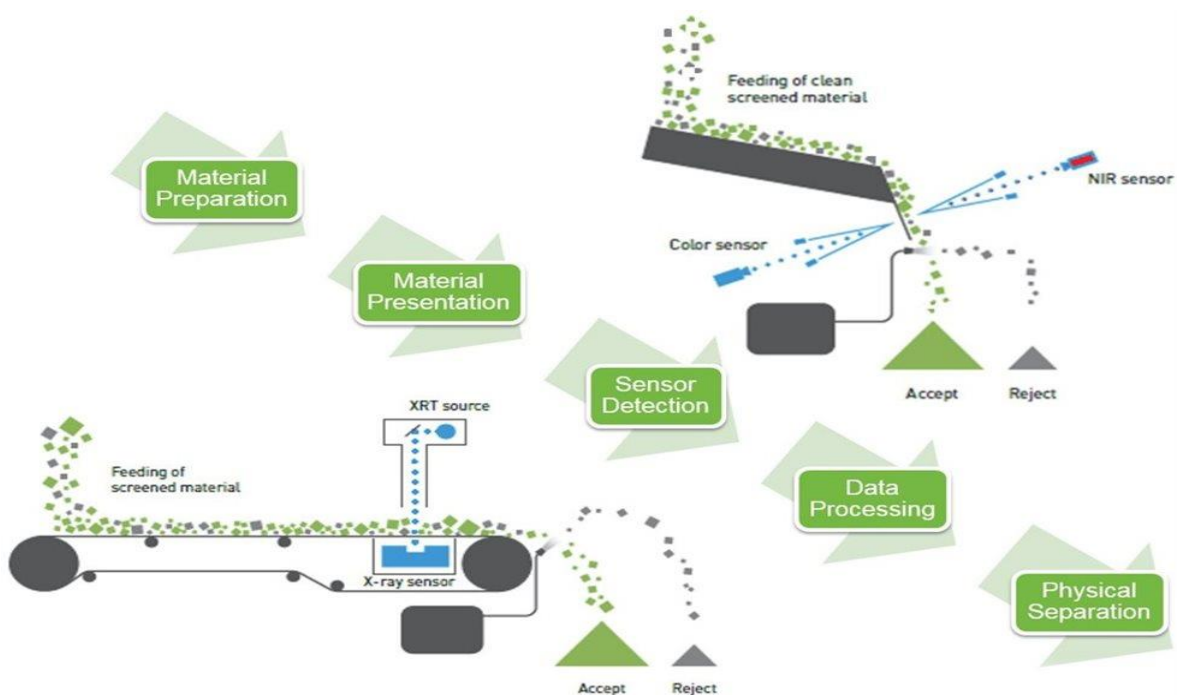 Feeding of clean
screened material
NIR sensor
Color sensor
Accept
Reject
Material
Preparation
Material
Presentation
Sensor
Detection
Data
Processing
Physical
Separation
XRT source
Feeding of
screened material
X-ray sensor
Accept
Reject